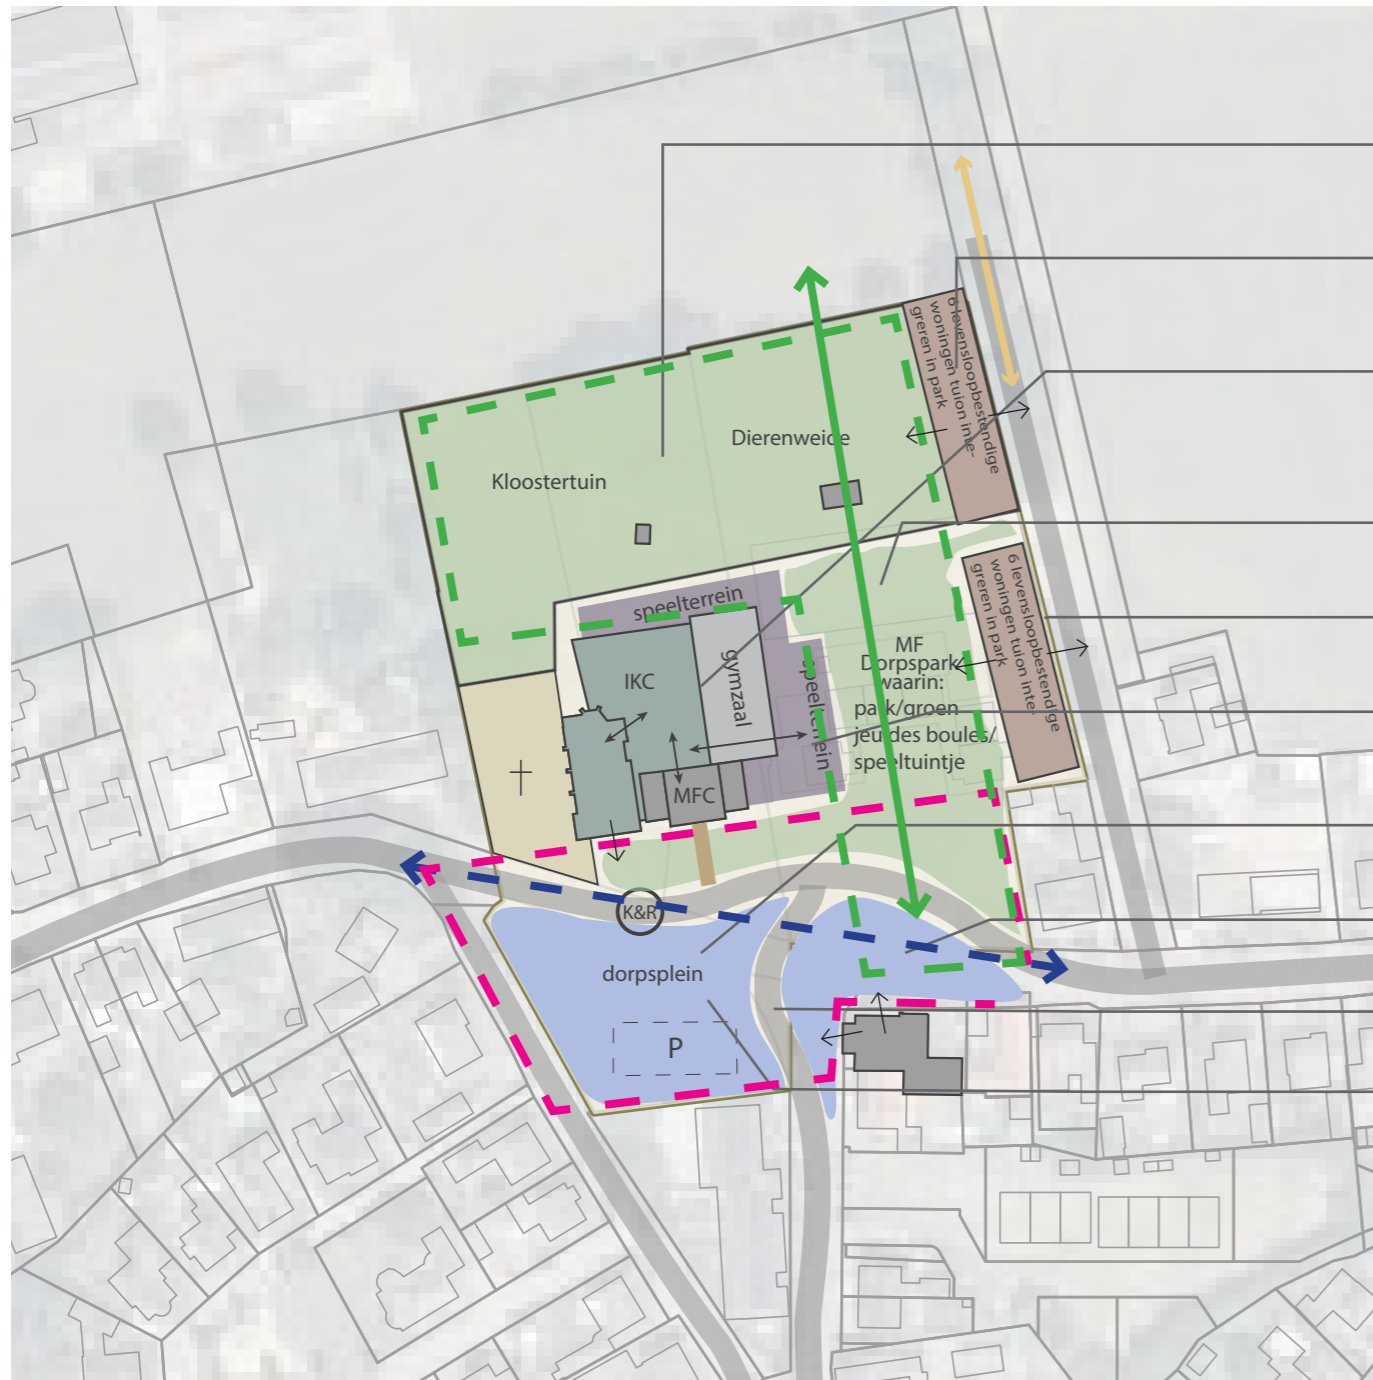 6 levensloopbestendige
woningen tuion inte-
greren in park
Dierenweide
Kloostertuin
6 levensloopbestendige
woningen tuion inte-
greren in park
speelterrein
MF
Dorpspark
waarin:
park/groen
jeu des boules/
speeltuintje
IKC
gymzaal
speelterrein
MFC
K&R
dorpsplein
P